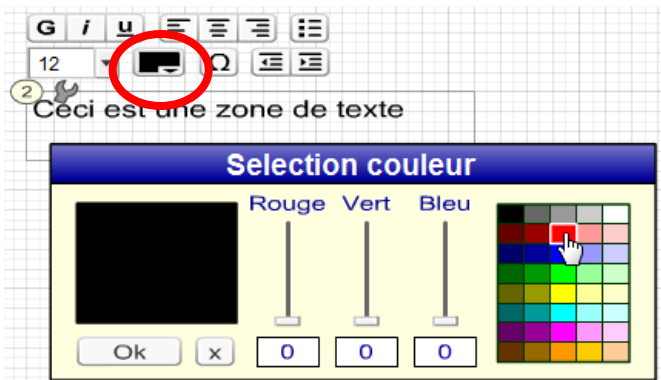 G i u
12 Ω
2
Ceci est une zone de texte
Selection couleur
Rouge Vert Bleu
Ok x 0 0 0